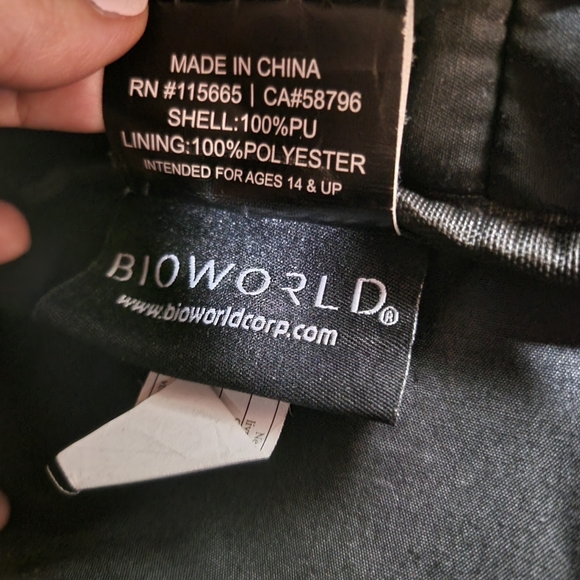 MADE IN CHINA
RN #115665 | CA#58796
SHELL:100%PU
LINING:100%POLYESTER
INTENDED FOR AGES 14 & UP
BIOWORLD®
www.bioworldcorp.com